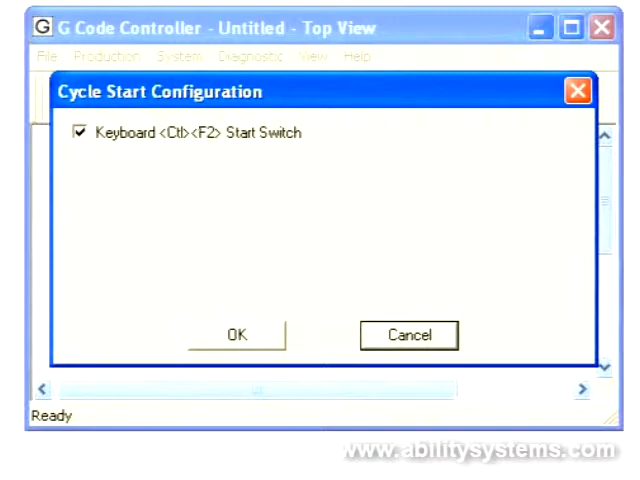 G G Code Controller - Untitled - Top View
File Production System Diagnostic View Help
Cycle Start Configuration
Keyboard <Ctl><F2> Start Switch
OK Cancel
Ready
www.abilitysystems.com